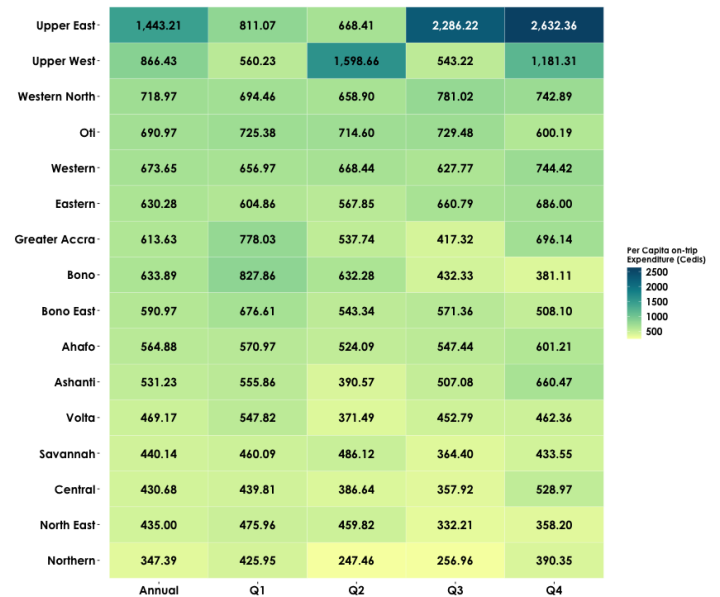 Upper East 1,443.21 811.07 668.41 2,286.22 2,632.36
Upper West 866.43 560.23 1,598.66 543.22 1,181.31
Western North 718.97 694.46 658.90 781.02 742.89
Oti 690.97 725.38 714.60 729.48 600.19
Western 673.65 656.97 668.44 627.77 744.42
Eastern 630.28 604.86 567.85 660.79 686.00
Greater Accra 613.63 778.03 537.74 417.32 696.14
Bono 633.89 827.86 632.28 432.33 381.11
Bono East 590.97 676.61 543.34 571.36 508.10
Ahafo 564.88 570.97 524.09 547.44 601.21
Ashanti 531.23 555.86 390.57 507.08 660.47
Volta 469.17 547.82 371.49 452.79 462.36
Savannah 440.14 460.09 486.12 364.40 433.55
Central 430.68 439.81 386.64 357.92 528.97
North East 435.00 475.96 459.82 332.21 358.20
Northern 347.39 425.95 247.46 256.96 390.35
Annual Q1 Q2 Q3 Q4
Per Capita on-trip
Expenditure (Cedis)
2500
2000
1500
1000
500